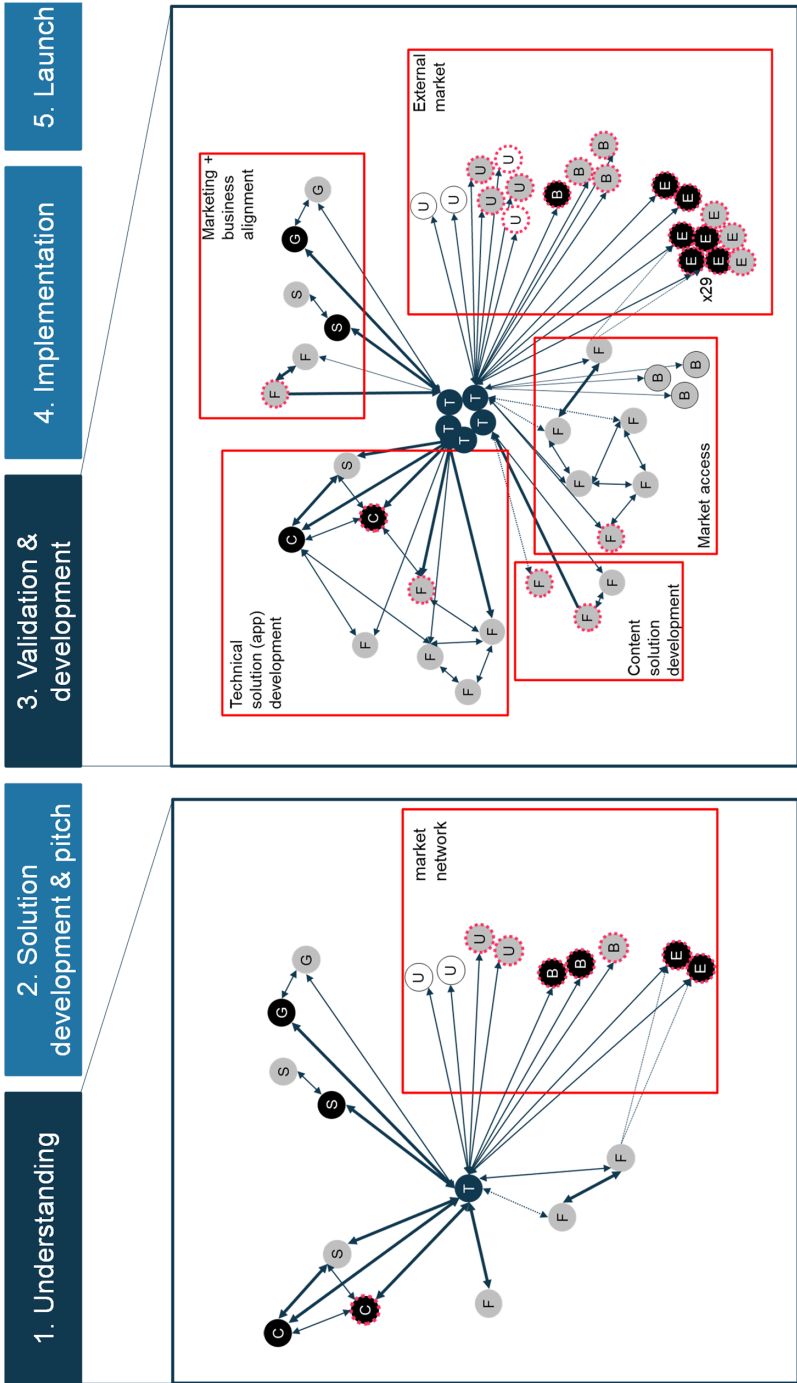 1. Understanding
2. Solution
development & pitch
3. Validation &
development
4. Implementation
5. Launch
C
S
G
G
S
S
C
market
network
U
U
T
U
F
U
B
F
B
B
F
E
E
Technical
solution (app)
development
C
S
F
C
F
F
F
F
Marketing +
business
alignment
F
F
S
S
G
G
T
T
T
T
T
External
market
U
U
U
U
U
U
U
B
B
B
B
E
E
E
E
E
E
E
E
E
x29
Content
solution
development
F
F
F
Market access
F
F
F
F
F
F
B
B
B